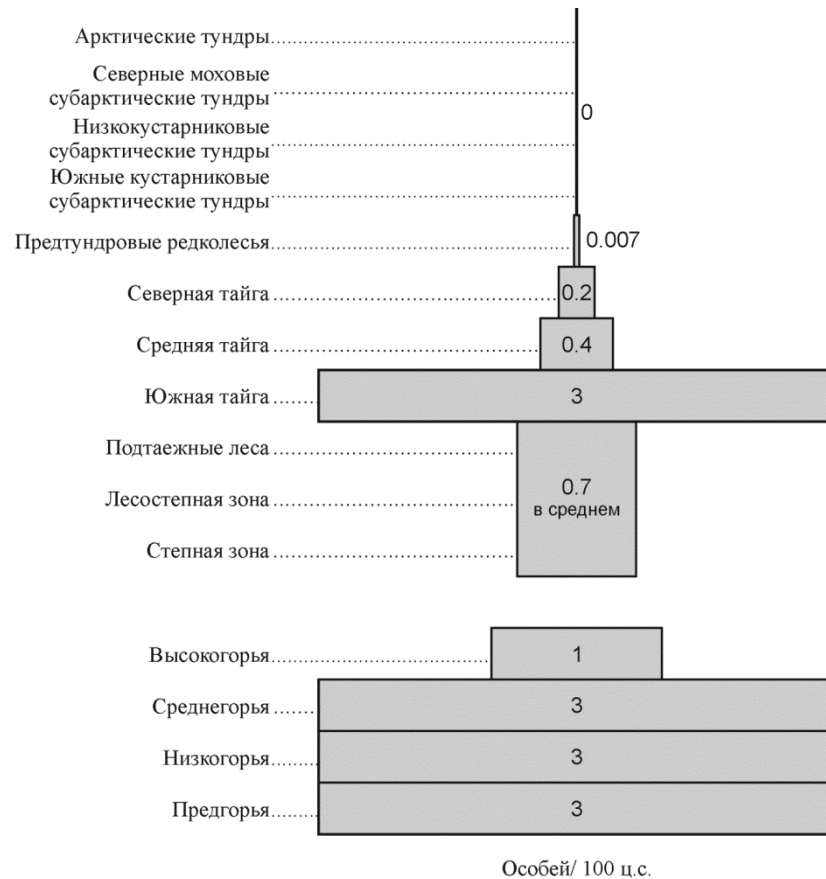 Арктические тундры
Северные моховые
субарктические тундры
0
Низкокустарниковые
субарктические тундры
Южные кустарниковые
субарктические тундры
Предтундровые редколесья
0.007
Северная тайга
0.2
Средняя тайга
0.4
Южная тайга
3
Подтаежные леса
Лесостепная зона
0.7
в среднем
Степная зона
Высокогорья
1
Среднегорья
3
Низкогорья
3
Предгорья
3
Особей/ 100 ц.с.